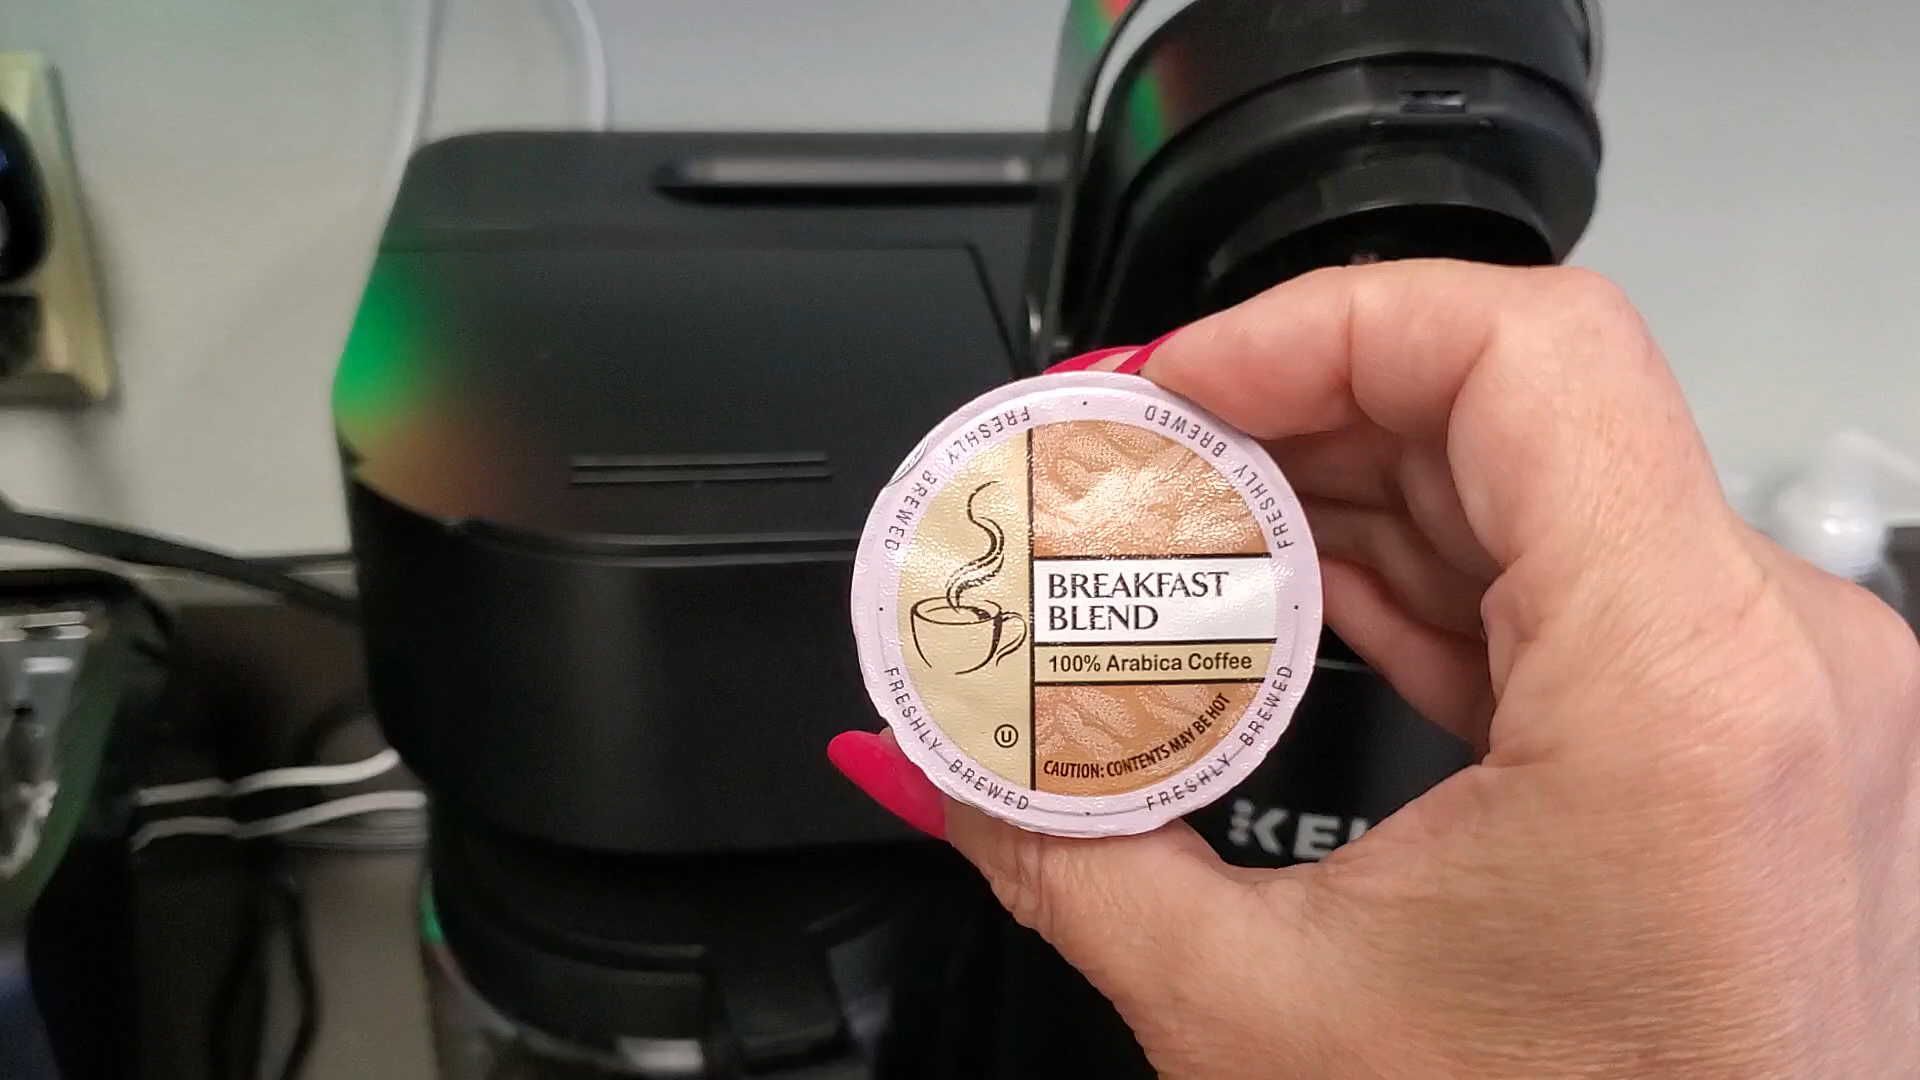 FRESHLY BREWED
FRESHLY BREWED
BREAKFAST
BLEND
100% Arabica Coffee
CAUTION: CONTENTS MAY BE HOT
U
FRESHLY BREWED
FRESHLY BREWED